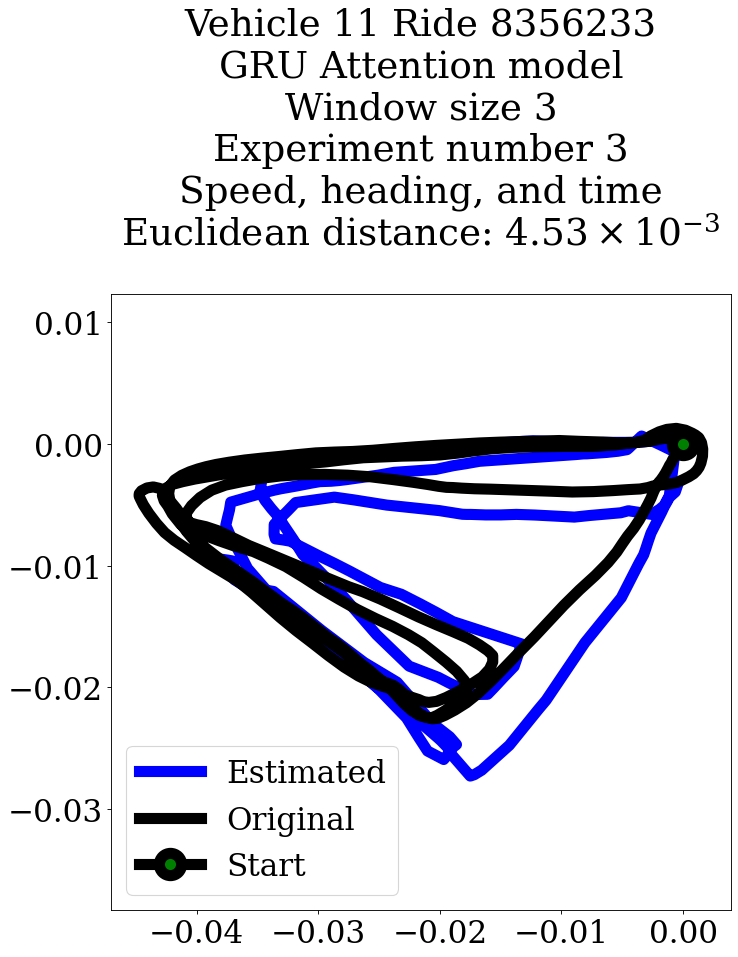 Vehicle 11 Ride 8356233
GRU Attention model
Window size 3
Experiment number 3
Speed, heading, and time
Euclidean distance: 4.53 × 10⁻³
0.01
0.00
−0.01
−0.02
−0.03
Estimated
Original
Start
−0.04 −0.03 −0.02 −0.01 0.00